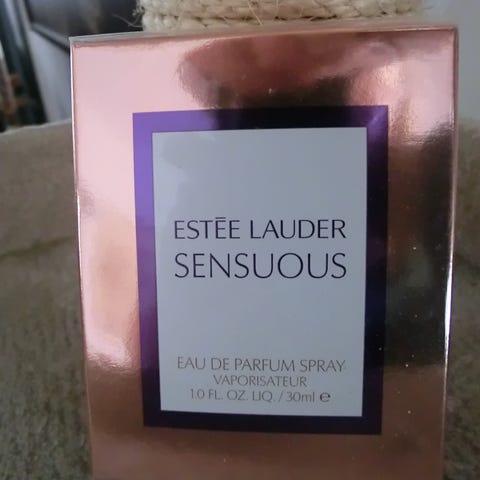 ESTĒE LAUDER
SENSUOUS
EAU DE PARFUM SPRAY
VAPORISATEUR
1.0 FL. OZ. LIQ. / 30ml ℮